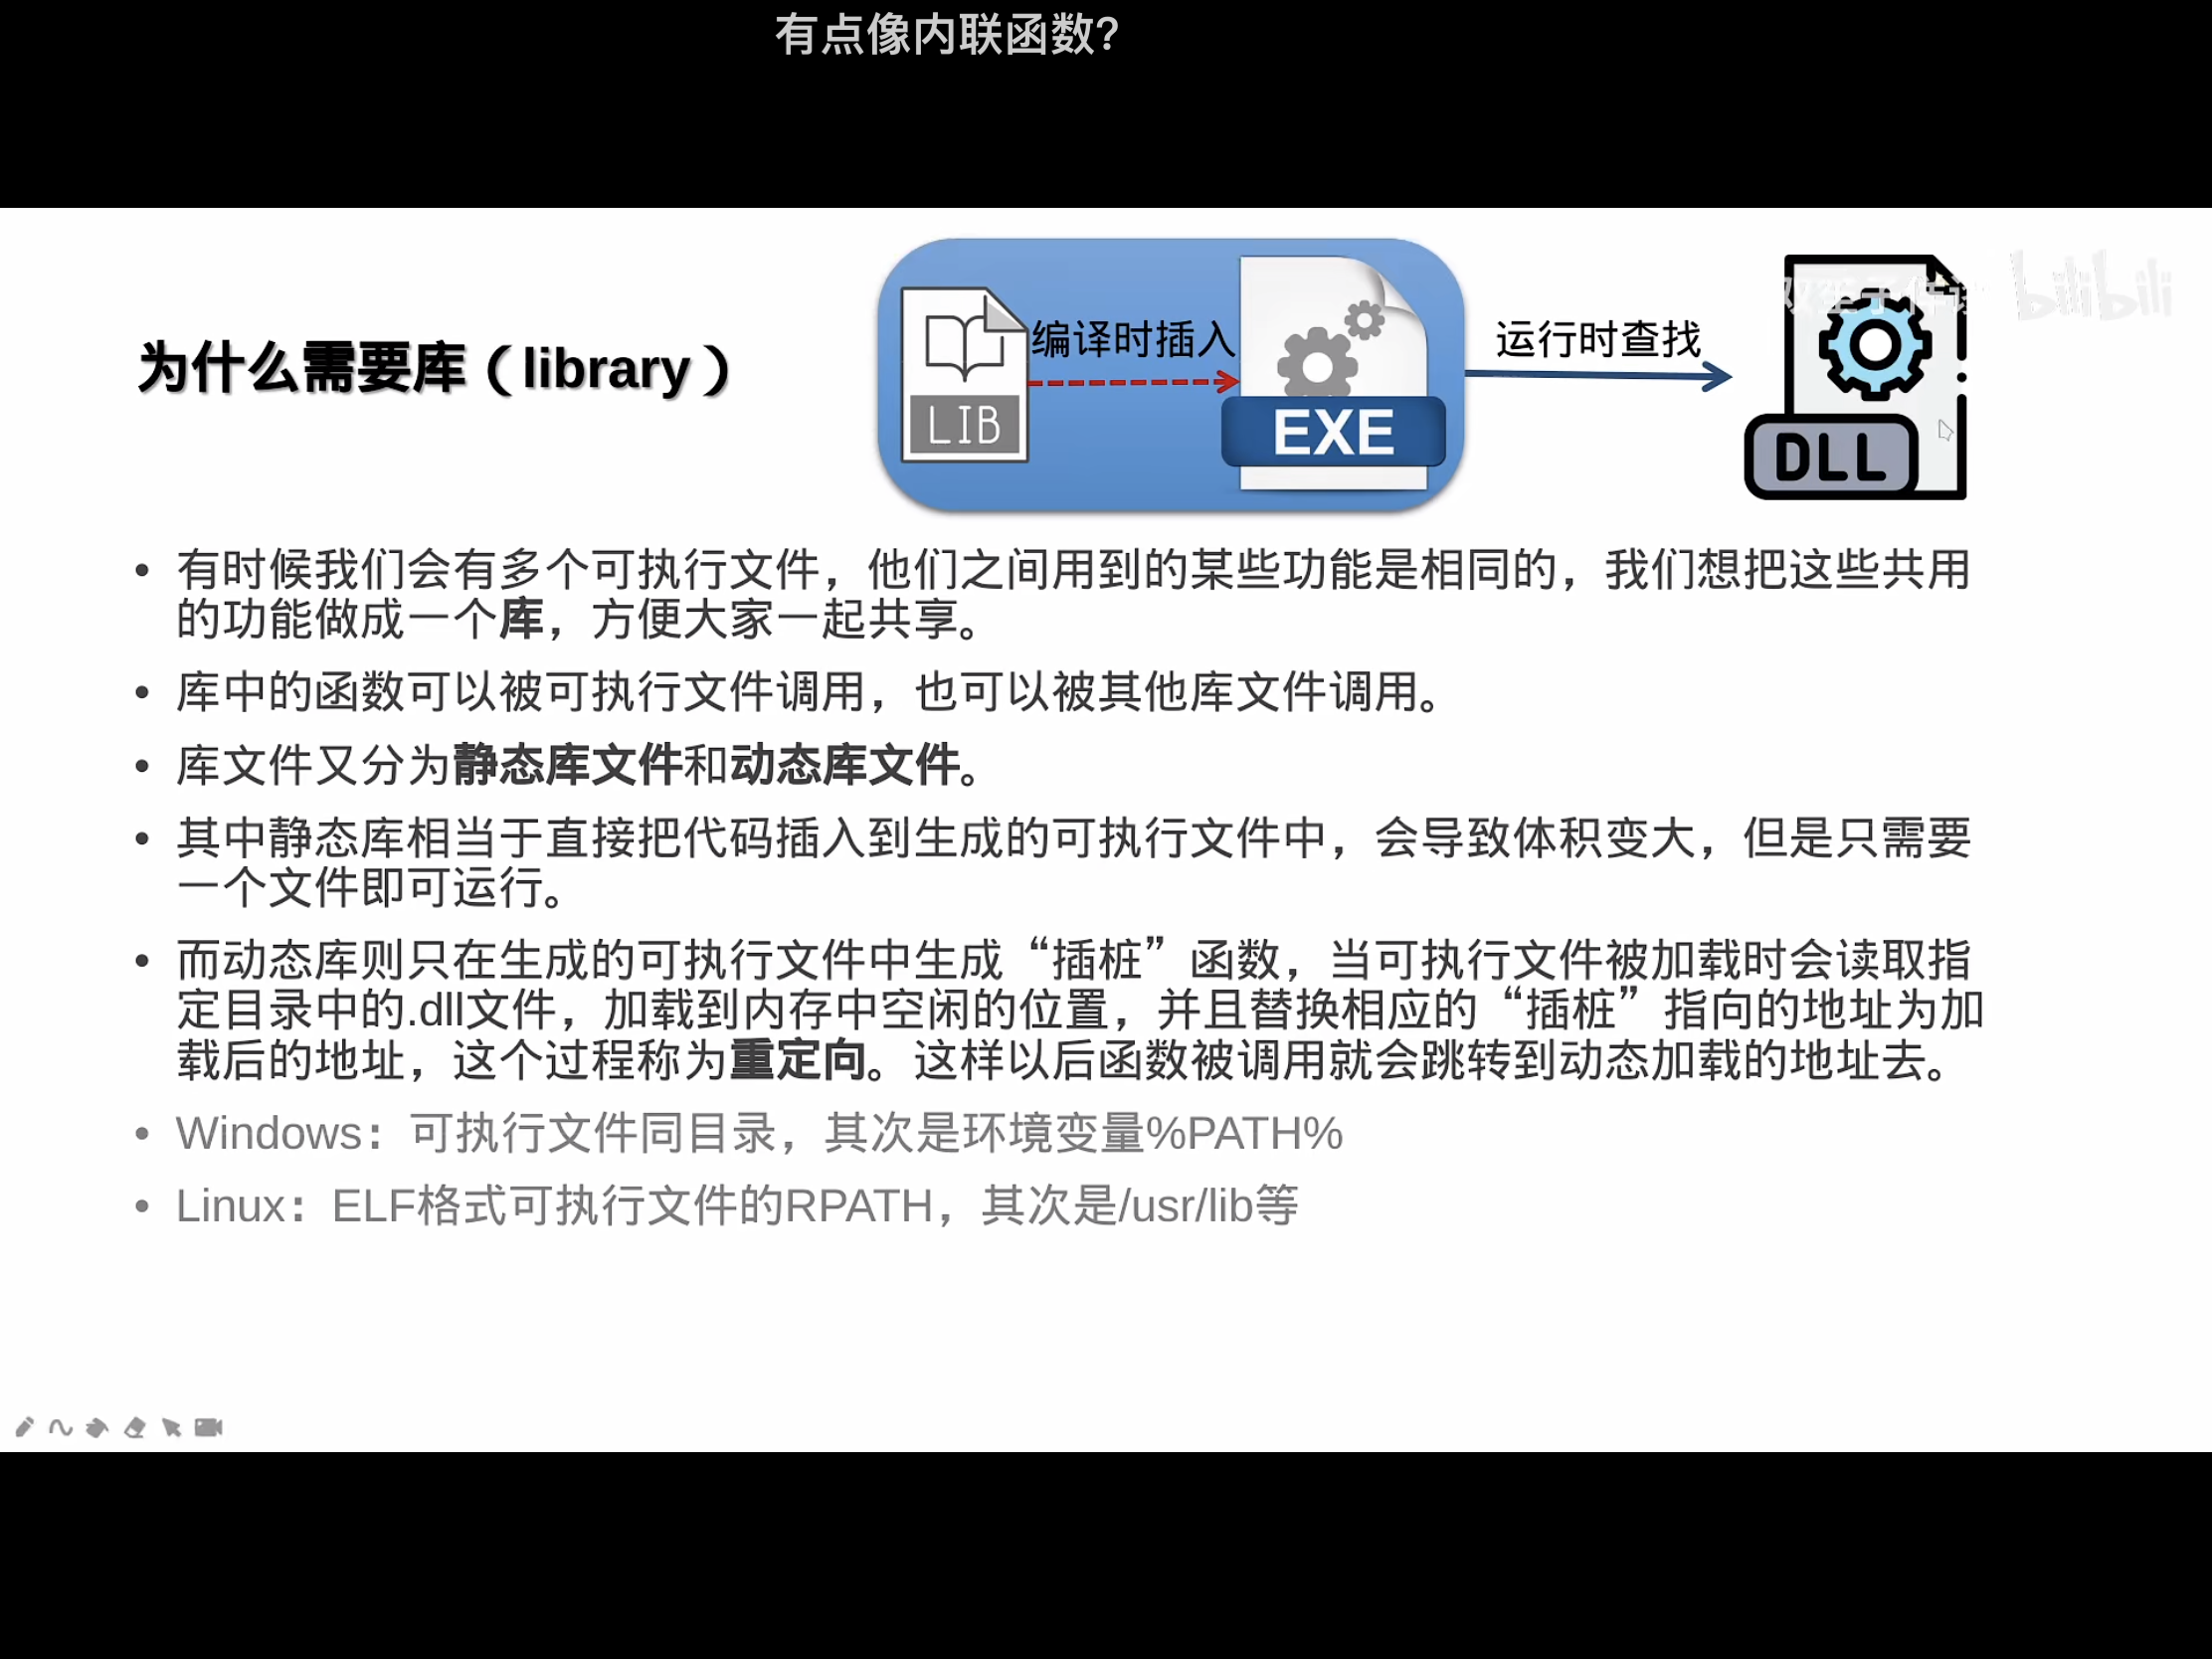 有点像内联函数?
为什么需要库（library）
LIB
编译时插入
EXE
运行时查找
DLL
bilibili
• 有时候我们会有多个可执行文件，他们之间用到的某些功能是相同的，我们想把这些共用
的功能做成一个库，方便大家一起共享。
• 库中的函数可以被可执行文件调用，也可以被其他库文件调用。
• 库文件又分为静态库文件和动态库文件。
• 其中静态库相当于直接把代码插入到生成的可执行文件中，会导致体积变大，但是只需要
一个文件即可运行。
• 而动态库则只在生成的可执行文件中生成“插桩”函数，当可执行文件被加载时会读取指
定目录中的.dll文件，加载到内存中空闲的位置，并且替换相应的“插桩”指向的地址为加
载后的地址，这个过程称为重定向。这样以后函数被调用就会跳转到动态加载的地址去。
• Windows：可执行文件同目录，其次是环境变量%PATH%
• Linux：ELF格式可执行文件的RPATH，其次是/usr/lib等